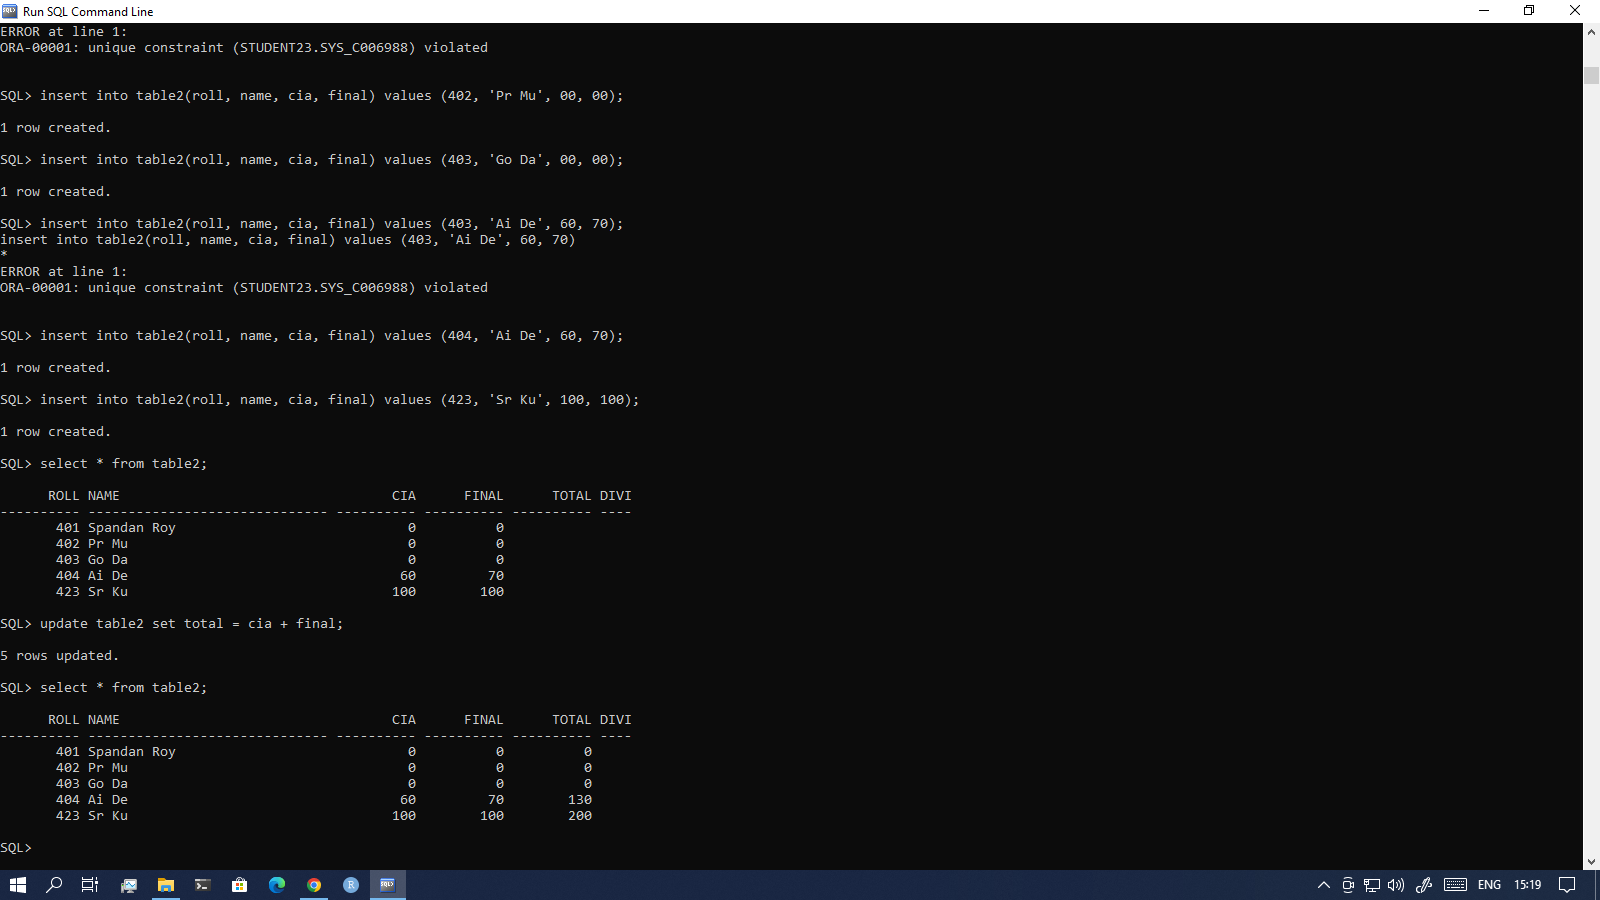 Run SQL Command Line
ERROR at line 1:
ORA-00001: unique constraint (STUDENT23.SYS_C006988) violated
SQL> insert into table2(roll, name, cia, final) values (402, 'Pr Mu', 00, 00);
1 row created.
SQL> insert into table2(roll, name, cia, final) values (403, 'Go Da', 00, 00);
1 row created.
SQL> insert into table2(roll, name, cia, final) values (403, 'Ai De', 60, 70);
insert into table2(roll, name, cia, final) values (403, 'Ai De', 60, 70)
*
ERROR at line 1:
ORA-00001: unique constraint (STUDENT23.SYS_C006988) violated
SQL> insert into table2(roll, name, cia, final) values (404, 'Ai De', 60, 70);
1 row created.
SQL> insert into table2(roll, name, cia, final) values (423, 'Sr Ku', 100, 100);
1 row created.
SQL> select * from table2;
ROLL NAME CIA FINAL TOTAL DIVI
---------- ------------------------------ ---------- ---------- ---------- ----
401 Spandan Roy 0 0
402 Pr Mu 0 0
403 Go Da 0 0
404 Ai De 60 70
423 Sr Ku 100 100
SQL> update table2 set total = cia + final;
5 rows updated.
SQL> select * from table2;
ROLL NAME CIA FINAL TOTAL DIVI
---------- ------------------------------ ---------- ---------- ---------- ----
401 Spandan Roy 0 0 0
402 Pr Mu 0 0 0
403 Go Da 0 0 0
404 Ai De 60 70 130
423 Sr Ku 100 100 200
SQL>
R SQL> ENG 15:19